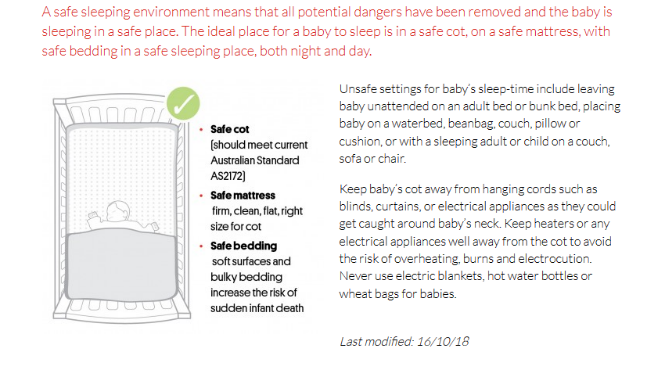 A safe sleeping environment means that all potential dangers have been removed and the baby is
sleeping in a safe place. The ideal place for a baby to sleep is in a safe cot, on a safe mattress, with
safe bedding in a safe sleeping place, both night and day.
• Safe cot
(should meet current
Australian Standard
AS2172)
• Safe mattress
firm, clean, flat, right
size for cot
• Safe bedding
soft surfaces and
bulky bedding
increase the risk of
sudden infant death
Unsafe settings for baby's sleep-time include leaving
baby unattended on an adult bed or bunk bed, placing
baby on a waterbed, beanbag, couch, pillow or
cushion, or with a sleeping adult or child on a couch,
sofa or chair.
Keep baby's cot away from hanging cords such as
blinds, curtains, or electrical appliances as they could
get caught around baby's neck. Keep heaters or any
electrical appliances well away from the cot to avoid
the risk of overheating, burns and electrocution.
Never use electric blankets, hot water bottles or
wheat bags for babies.
Last modified: 16/10/18